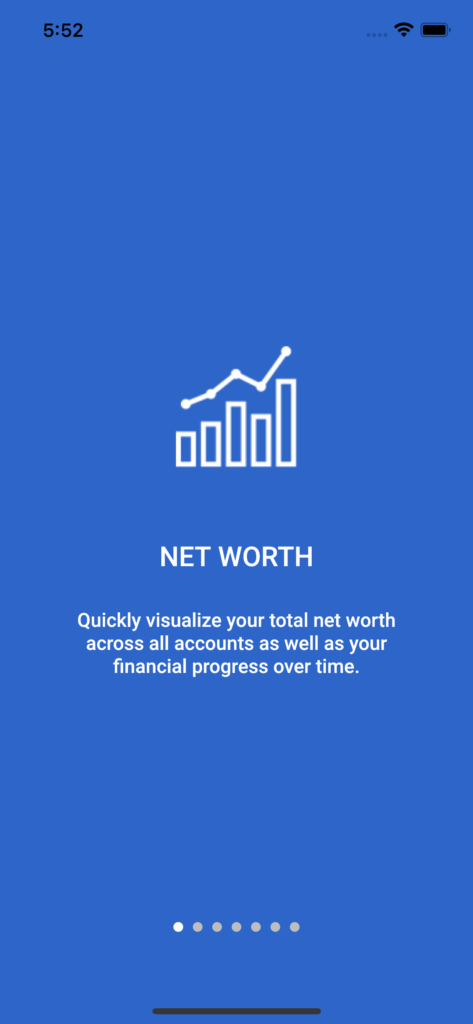 5:52
NET WORTH
Quickly visualize your total net worth
across all accounts as well as your
financial progress over time.